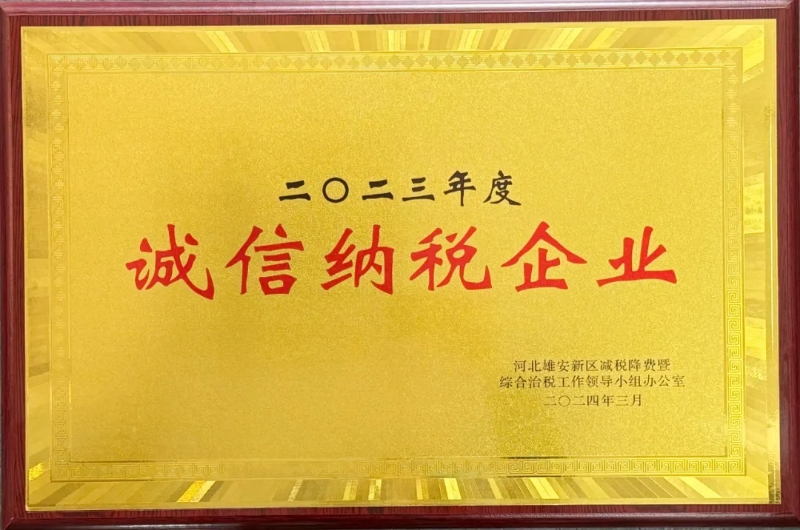 二〇二三年度
诚信纳税企业
河北雄安新区减税降费暨
综合治税工作领导小组办公室
二〇二四年三月